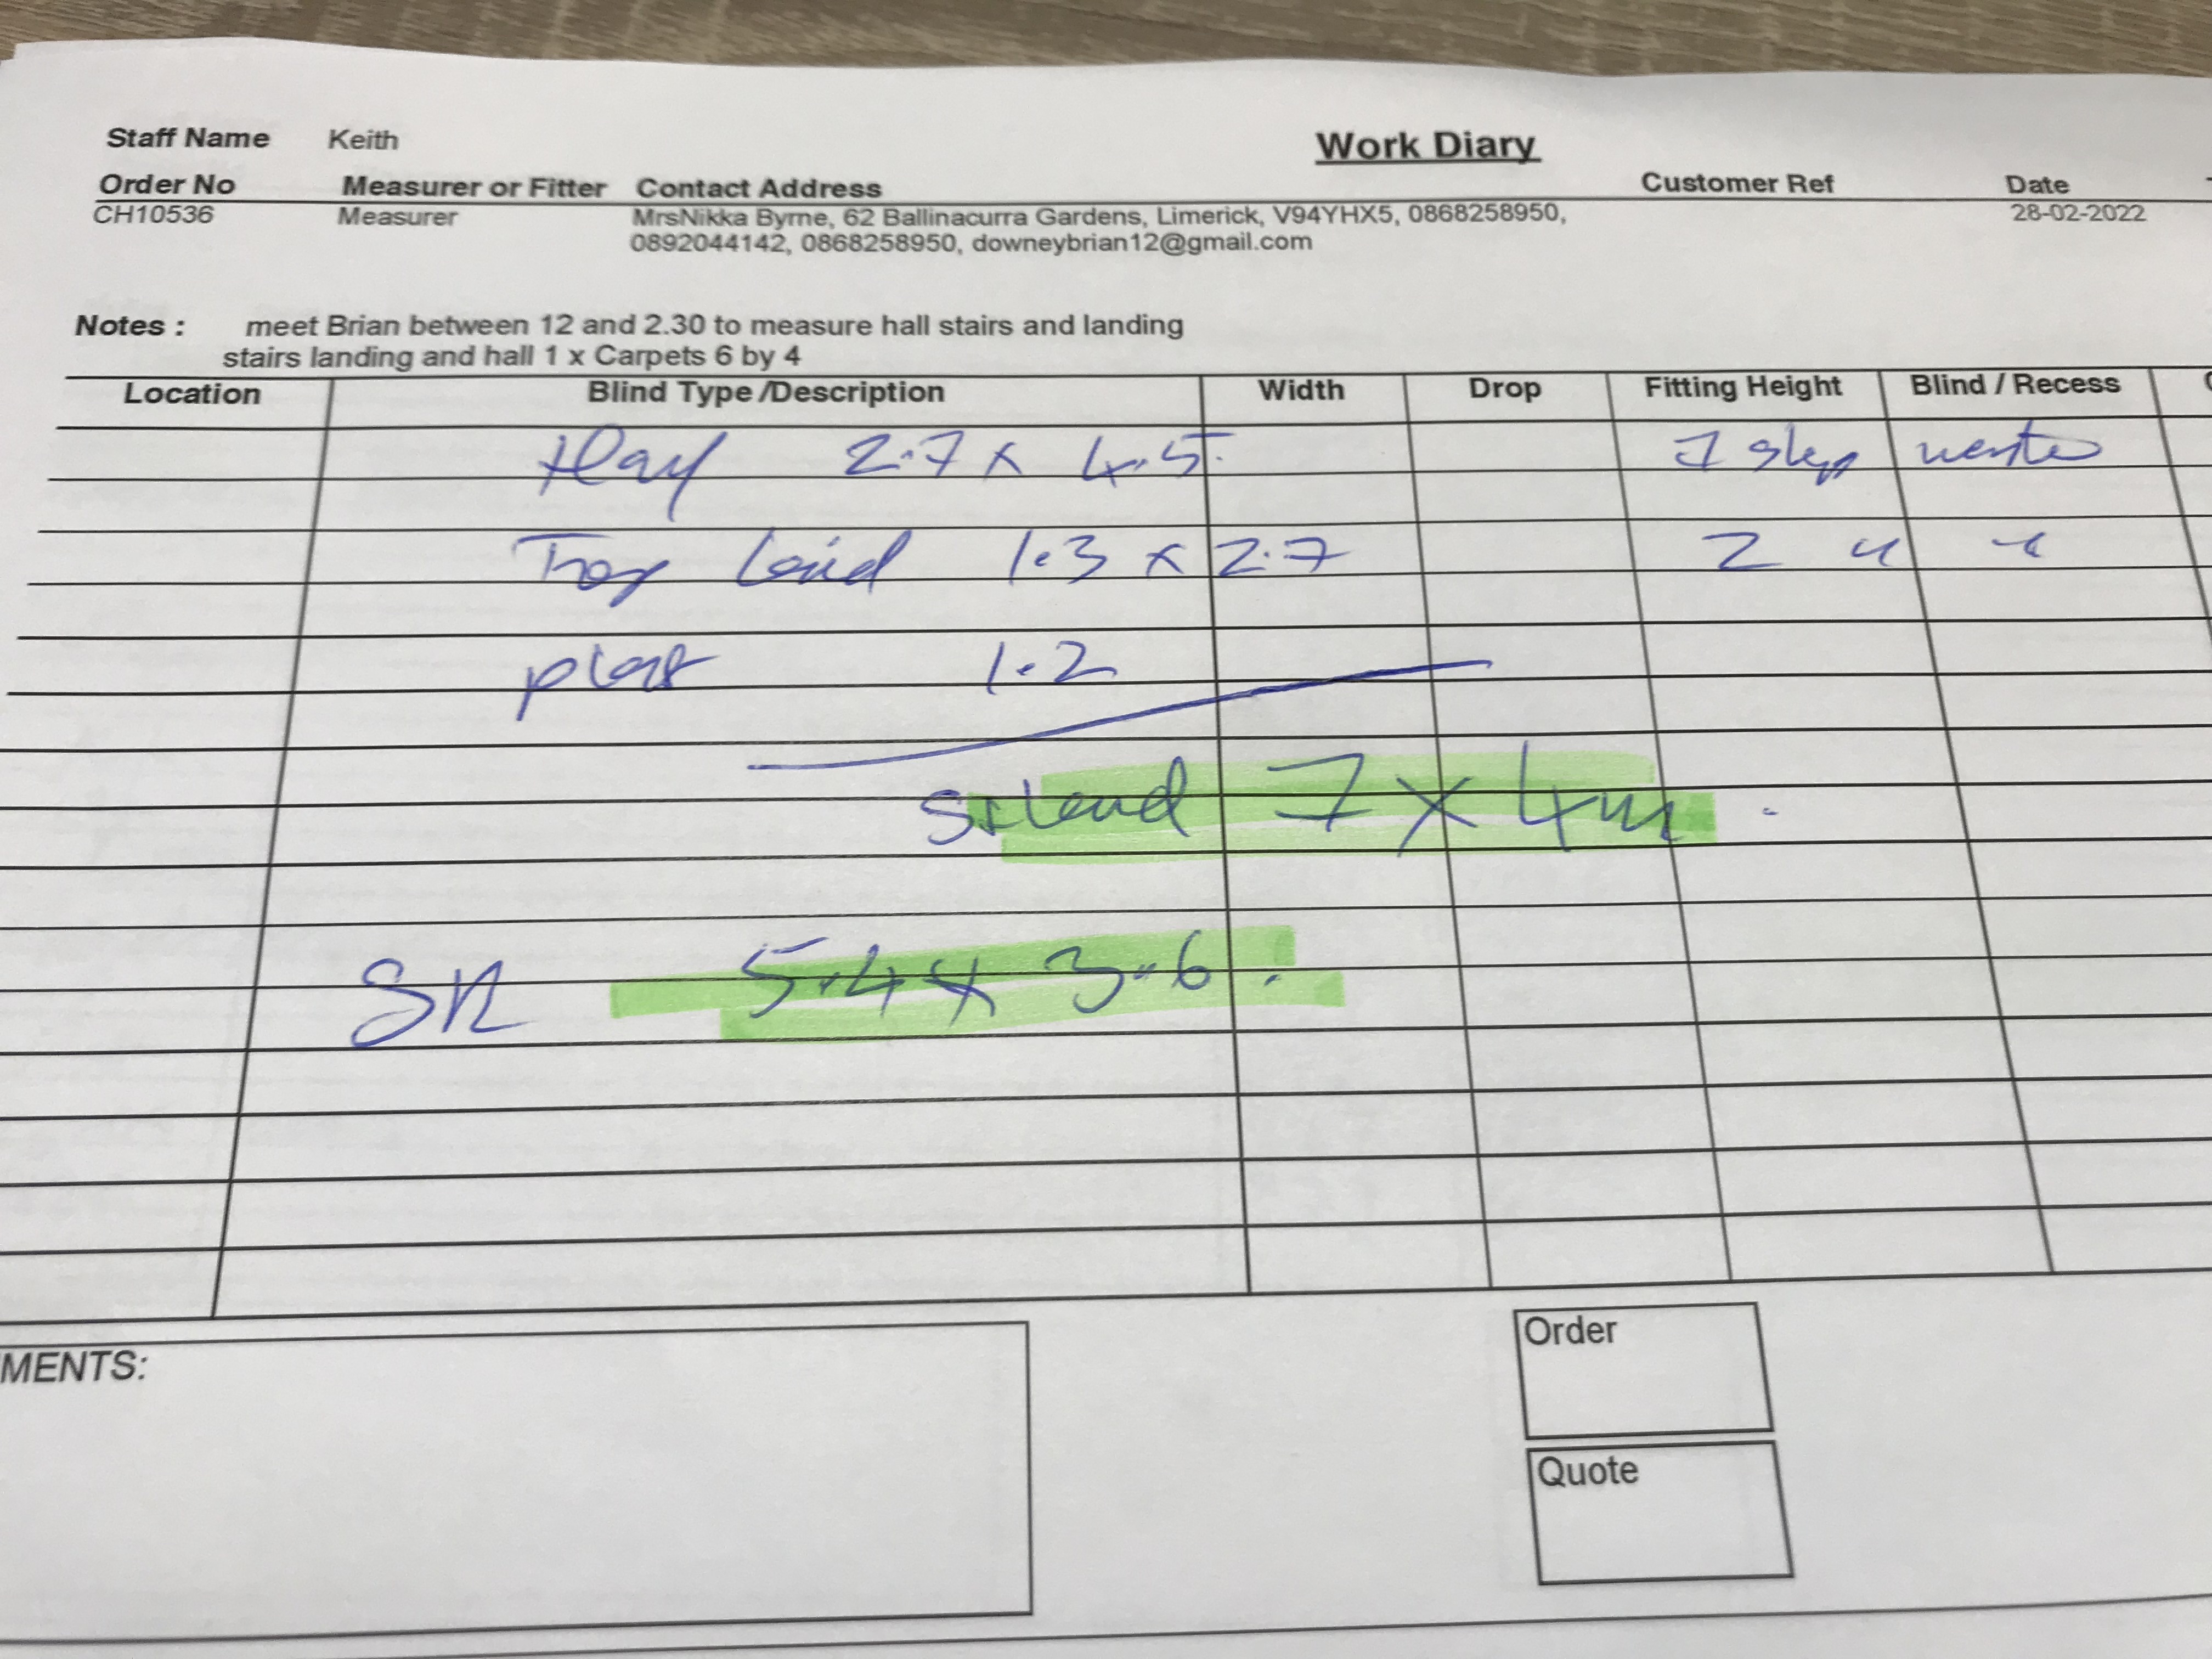 Staff Name Keith
Work Diary
Order No Measurer or Fitter Contact Address Customer Ref Date
CH10536 Measurer MrsNikka Byrne, 62 Ballinacurra Gardens, Limerick, V94YHX5, 0868258950, 28-02-2022
0892044142, 0868258950, downeybrian12@gmail.com
Notes : meet Brian between 12 and 2.30 to measure hall stairs and landing
stairs landing and hall 1 x Carpets 6 by 4
Location Blind Type /Description Width Drop Fitting Height Blind / Recess
2.7 x 4.5 7
1.3 x 2.7 2
1.2
7 x 4m
5.4 x 3.6
MENTS:
Order
Quote